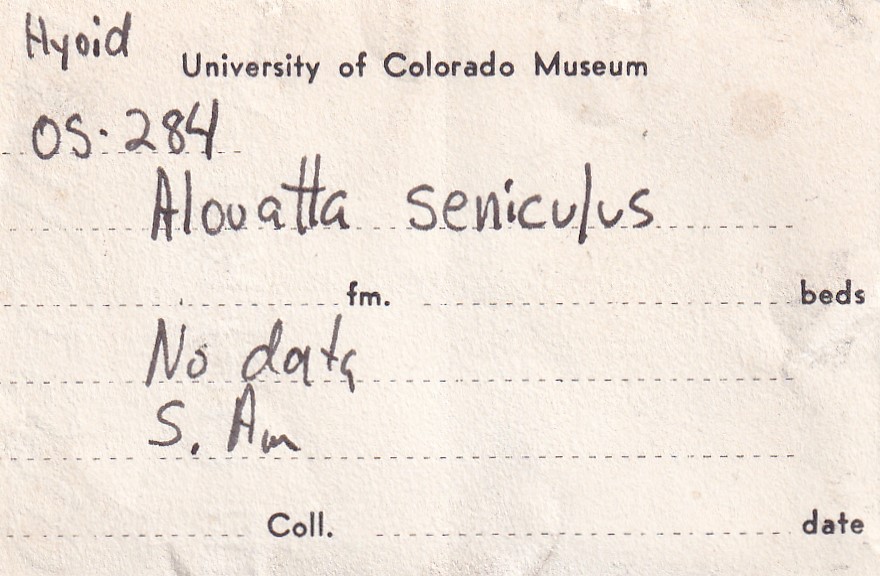 Hyoid
University of Colorado Museum
OS-284
Alouatta seniculus
fm. beds
No data
S. Am
Coll. date